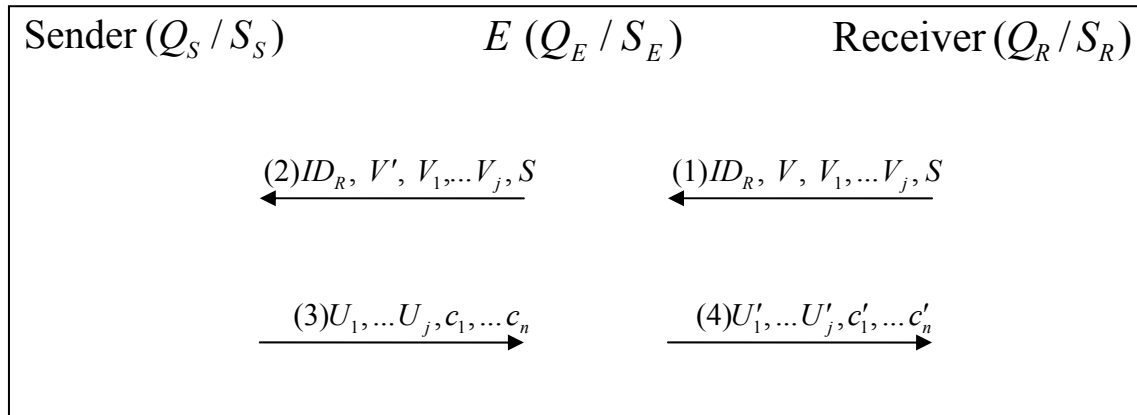 Sender (Q_S / S_S) E (Q_E / S_E) Receiver (Q_R / S_R)
(2) ID_R, V', V_1,... V_j, S (1) ID_R, V, V_1,... V_j, S
(3) U_1,... U_j, c_1,... c_n (4) U'_1,... U'_j, c'_1,... c'_n